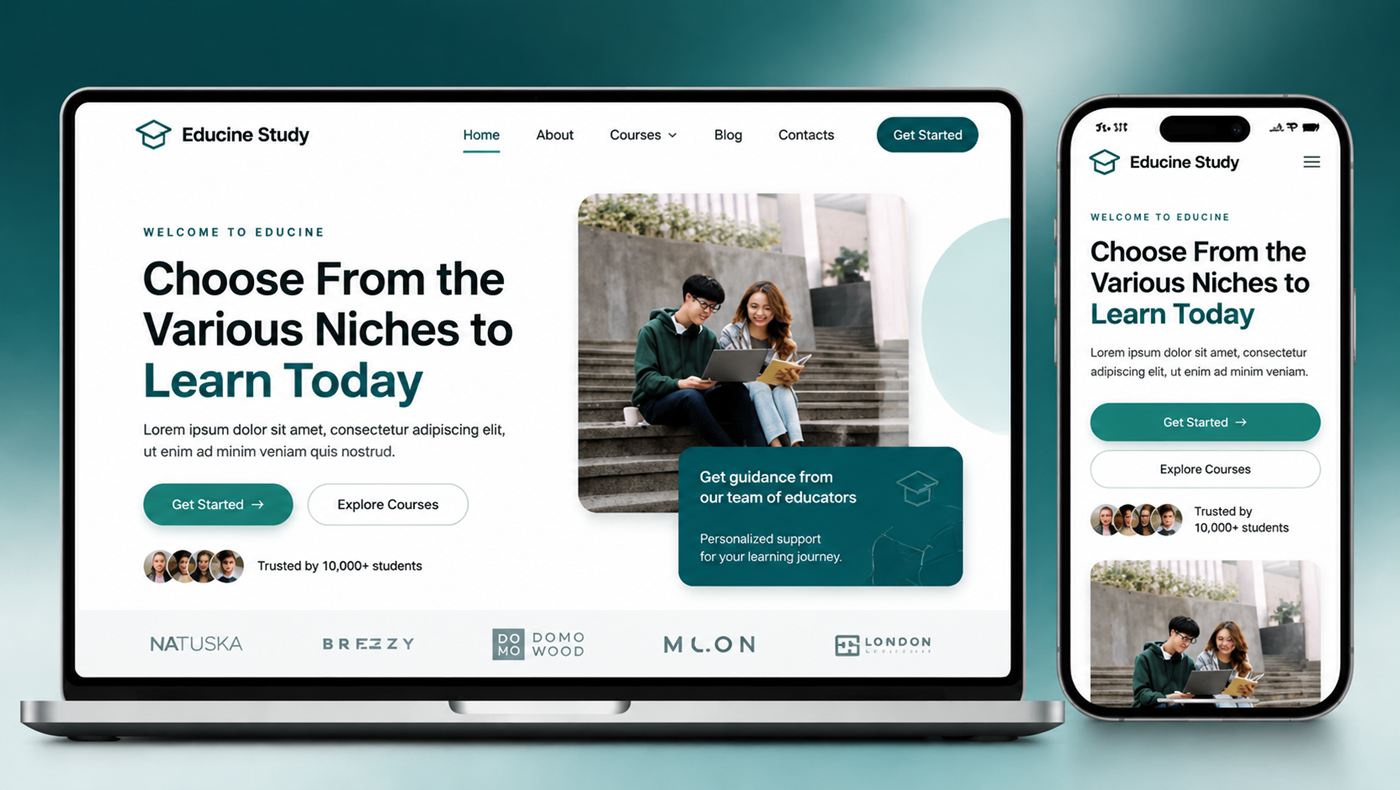 Educine Study
Home About Courses Blog Contacts Get Started
WELCOME TO EDUCINE
Choose From the
Various Niches to
Learn Today
Lorem ipsum dolor sit amet, consectetur adipiscing elit,
ut enim ad minim veniam quis nostrud.
Get Started → Explore Courses
Trusted by 10,000+ students
Get guidance from
our team of educators
Personalized support
for your learning journey.
NATUSKA
BREZZY
DO
MO
DOMO
WOOD
LONDON
Educine Study
WELCOME TO EDUCINE
Choose From the
Various Niches to
Learn Today
Lorem ipsum dolor sit amet, consectetur
adipiscing elit, ut enim ad minim veniam.
Get Started →
Explore Courses
Trusted by
10,000+ students